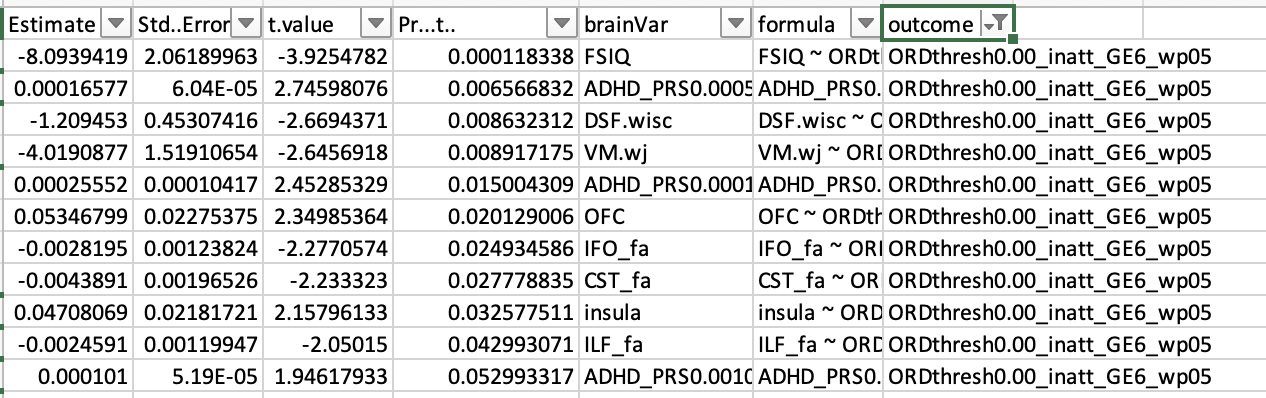 Estimate Std..Error t.value Pr...t.. brainVar formula outcome
-8.0939419 2.06189963 -3.9254782 0.000118338 FSIQ FSIQ ~ ORDt ORDthresh0.00_inatt_GE6_wp05
0.00016577 6.04E-05 2.74598076 0.006566832 ADHD_PRS0.0005 ADHD_PRS0. ORDthresh0.00_inatt_GE6_wp05
-1.209453 0.45307416 -2.6694371 0.008632312 DSF.wisc DSF.wisc ~ O ORDthresh0.00_inatt_GE6_wp05
-4.0190877 1.51910654 -2.6456918 0.008917175 VM.wj VM.wj ~ ORD ORDthresh0.00_inatt_GE6_wp05
0.00025552 0.00010417 2.45285329 0.015004309 ADHD_PRS0.0001 ADHD_PRS0. ORDthresh0.00_inatt_GE6_wp05
0.05346799 0.02275375 2.34985364 0.020129006 OFC OFC ~ ORDth ORDthresh0.00_inatt_GE6_wp05
-0.0028195 0.00123824 -2.2770574 0.024934586 IFO_fa IFO_fa ~ ORD ORDthresh0.00_inatt_GE6_wp05
-0.0043891 0.00196526 -2.233323 0.027778835 CST_fa CST_fa ~ OR ORDthresh0.00_inatt_GE6_wp05
0.04708069 0.02181721 2.15796133 0.032577511 insula insula ~ ORD ORDthresh0.00_inatt_GE6_wp05
-0.0024591 0.00119947 -2.05015 0.042993071 ILF_fa ILF_fa ~ ORD ORDthresh0.00_inatt_GE6_wp05
0.000101 5.19E-05 1.94617933 0.052993317 ADHD_PRS0.0010 ADHD_PRS0. ORDthresh0.00_inatt_GE6_wp05